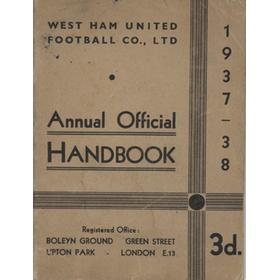 WEST HAM UNITED
FOOTBALL CO., LTD
Annual Official
HANDBOOK
1937-38
Registered Office:
BOLEYN GROUND GREEN STREET
UPTON PARK - LONDON E.13
3d.